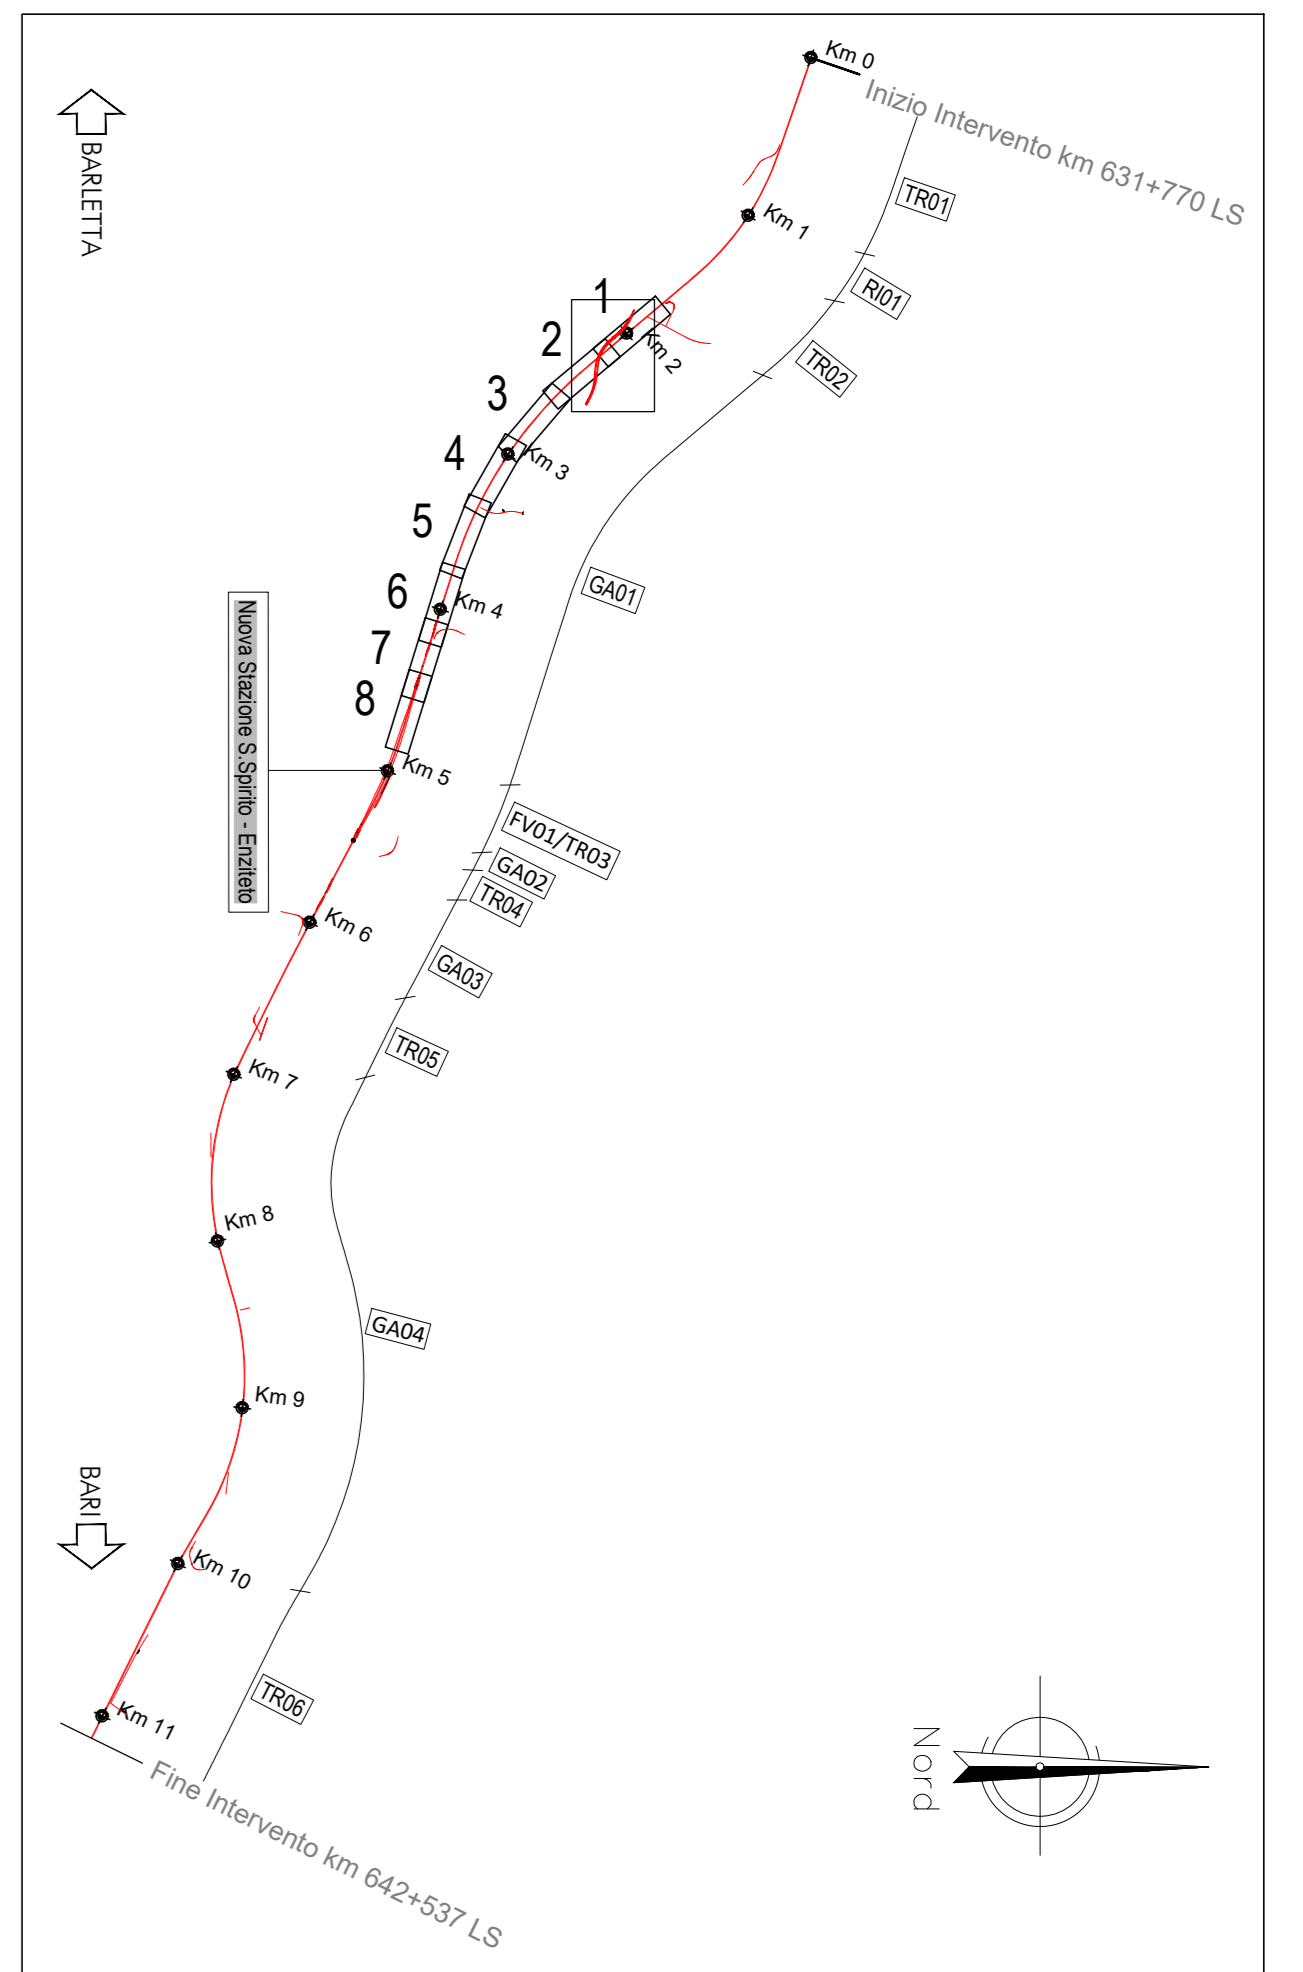 Km 0
Inizio Intervento km 631+770 LS
BARLETTA
TR01
Km 1
RI01
1
2
Km 2
TR02
3
4
Km 3
5
GA01
6
Km 4
7
8
Nuova Stazione S.Spirito - Enziteto
Km 5
FV01/TR03
GA02
TR04
Km 6
GA03
TR05
Km 7
Km 8
GA04
Km 9
BARI
Km 10
TR06
Km 11
Fine Intervento km 642+537 LS
Nord